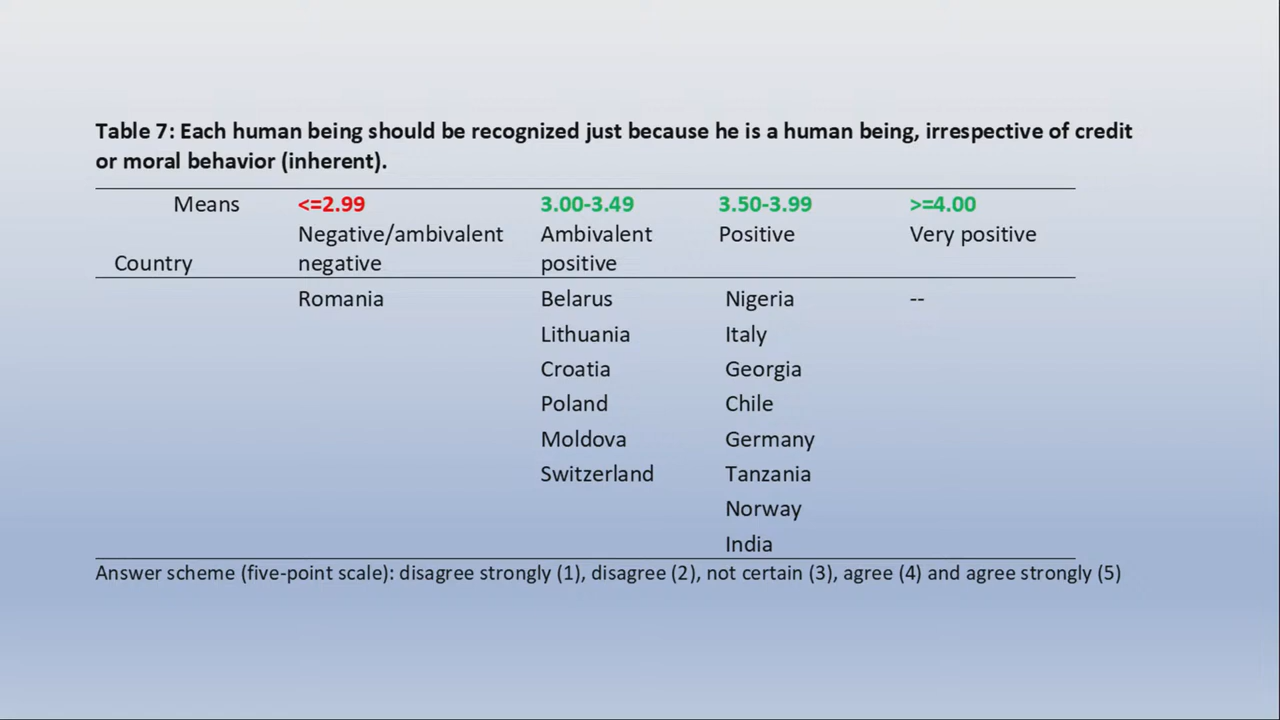 Table 7: Each human being should be recognized just because he is a human being, irrespective of credit
or moral behavior (inherent).
Means <=2.99 3.00-3.49 3.50-3.99 >=4.00
Negative/ambivalent Ambivalent Positive Very positive
Country negative positive
Romania Belarus Nigeria --
Lithuania Italy
Croatia Georgia
Poland Chile
Moldova Germany
Switzerland Tanzania
Norway
India
Answer scheme (five-point scale): disagree strongly (1), disagree (2), not certain (3), agree (4) and agree strongly (5)